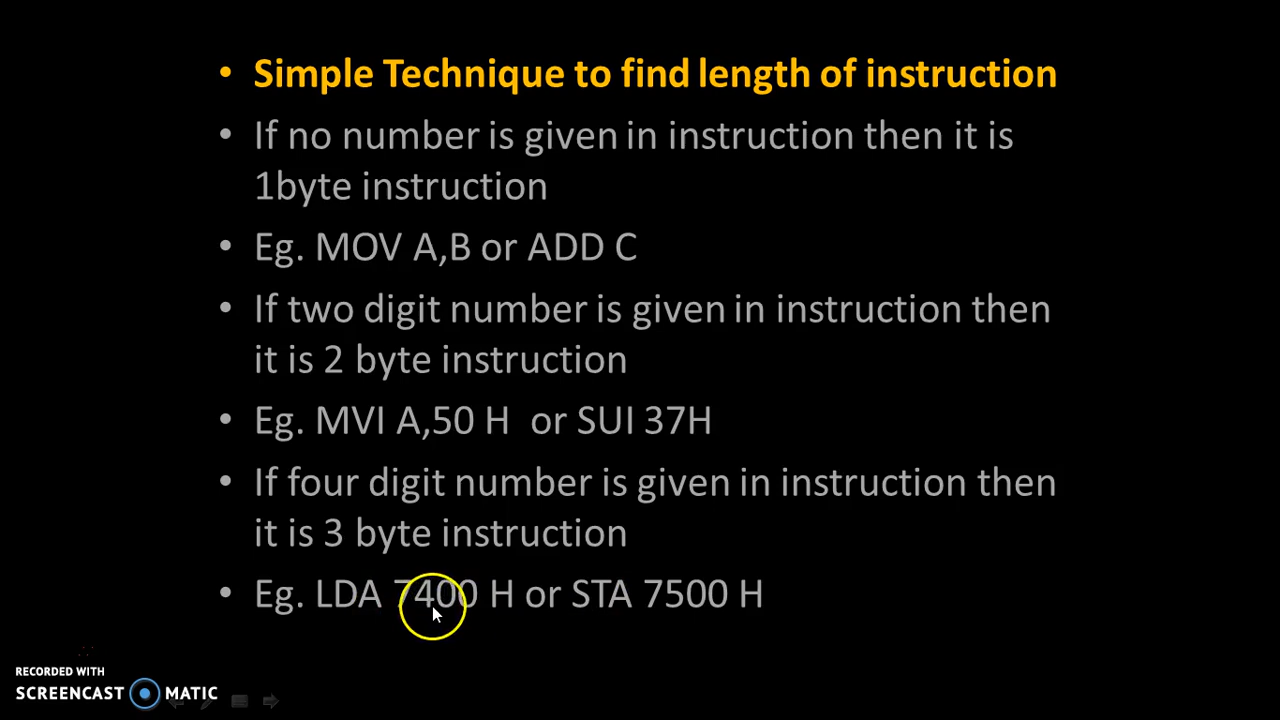 • Simple Technique to find length of instruction
• If no number is given in instruction then it is
1byte instruction
• Eg. MOV A,B or ADD C
• If two digit number is given in instruction then
it is 2 byte instruction
• Eg. MVI A,50 H or SUI 37H
• If four digit number is given in instruction then
it is 3 byte instruction
• Eg. LDA 7400 H or STA 7500 H
RECORDED WITH
SCREENCAST MATIC